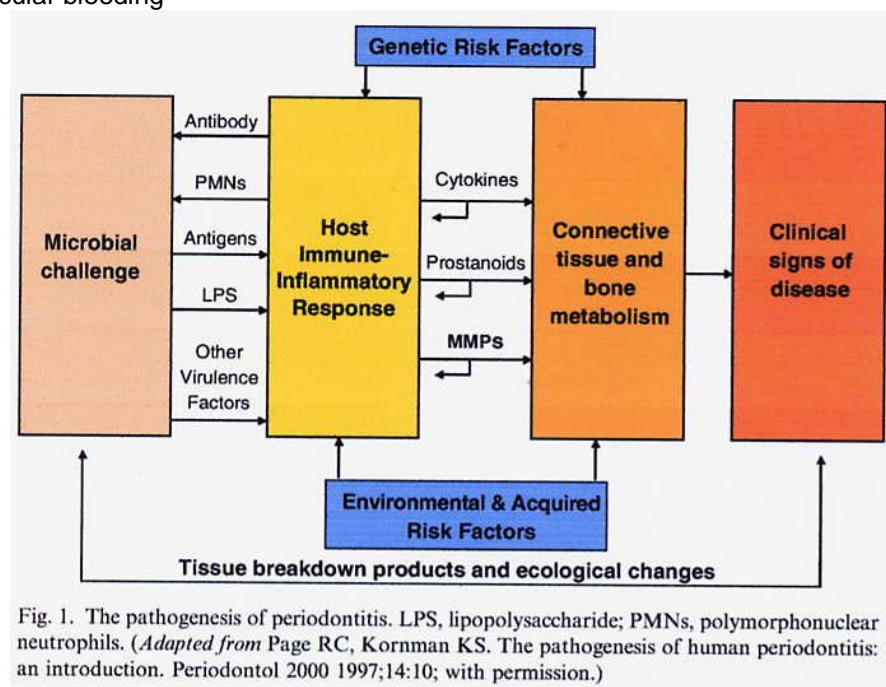 cular bleeding
Genetic Risk Factors
Antibody
PMNs
Antigens
LPS
Other
Virulence
Factors
Microbial
challenge
Host
Immune-
Inflammatory
Response
Cytokines
Prostanoids
MMPs
Connective
tissue and
bone
metabolism
Clinical
signs of
disease
Environmental & Acquired
Risk Factors
Tissue breakdown products and ecological changes
Fig. 1. The pathogenesis of periodontitis. LPS, lipopolysaccharide; PMNs, polymorphonuclear
neutrophils. (Adapted from Page RC, Kornman KS. The pathogenesis of human periodontitis:
an introduction. Periodontol 2000 1997;14:10; with permission.)